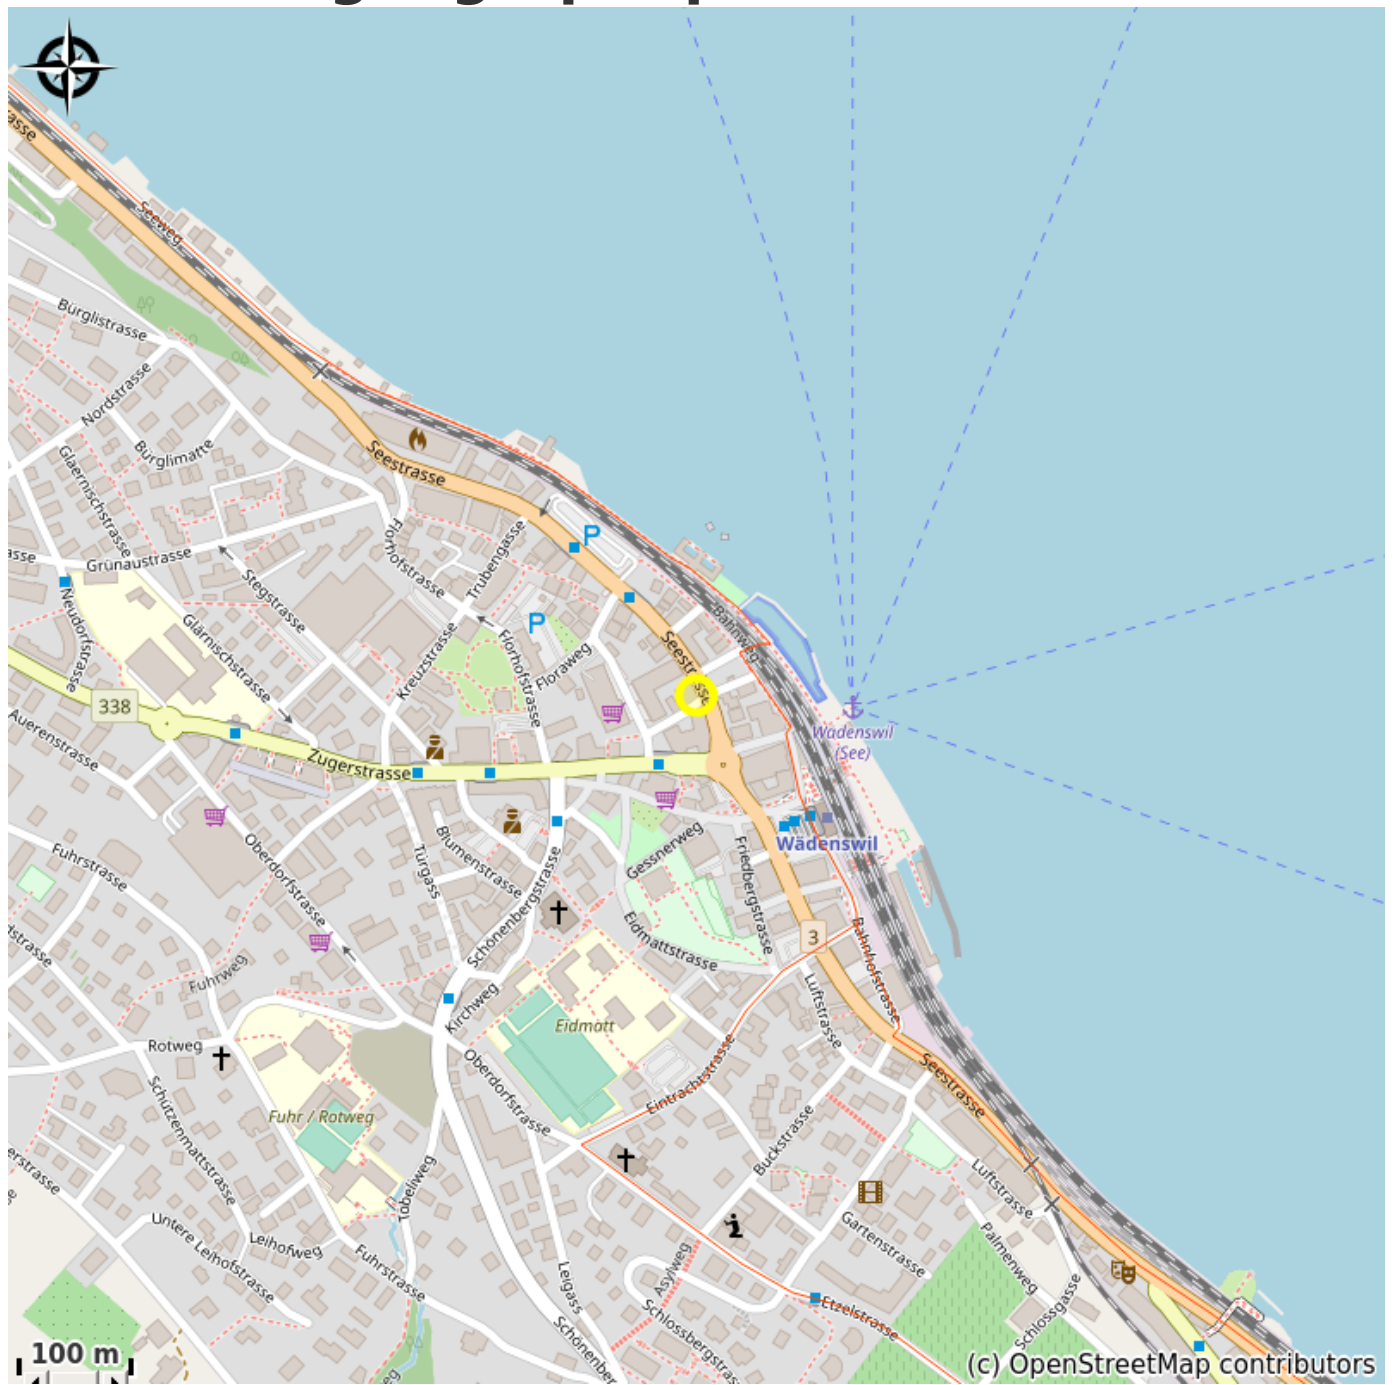 Seeweg
Bürglistrasse
Nordstrasse
Bürglimatte
Seestrasse
Glaernischstrasse
Grünaustrasse
Florhofstrasse
Trubengasse
P
Stegstrasse
Neudorfstrasse
Glärnischstrasse
P
Bahnweg
Kreuzstrasse
Florhofstrasse
Floraweg
338
Auerenstrasse
Wädenswil
(See)
Zugerstrasse
Wädenswil
Fuhrstrasse
Oberdorfstrasse
Türgass
Blumenstrasse
Gessnerweg
Friedbergstrasse
Schönenbergstrasse
Eidmattstrasse
3
Bahnhofstrasse
Fuhrweg
Kirchweg
Luftstrasse
Eidmatt
Rotweg
Oberdorfstrasse
Eintrachtstrasse
Seestrasse
Schützenmattstrasse
Fuhr / Rotweg
Buckstrasse
Tobeliweg
Luftstrasse
Untere Leihofstrasse
Leihofweg
Gartenstrasse
Palmenweg
Fuhrstrasse
Leigass
Asylweg
Etzelstrasse
Schlossgasse
Schlossbergstrasse
100 m
(c) OpenStreetMap contributors